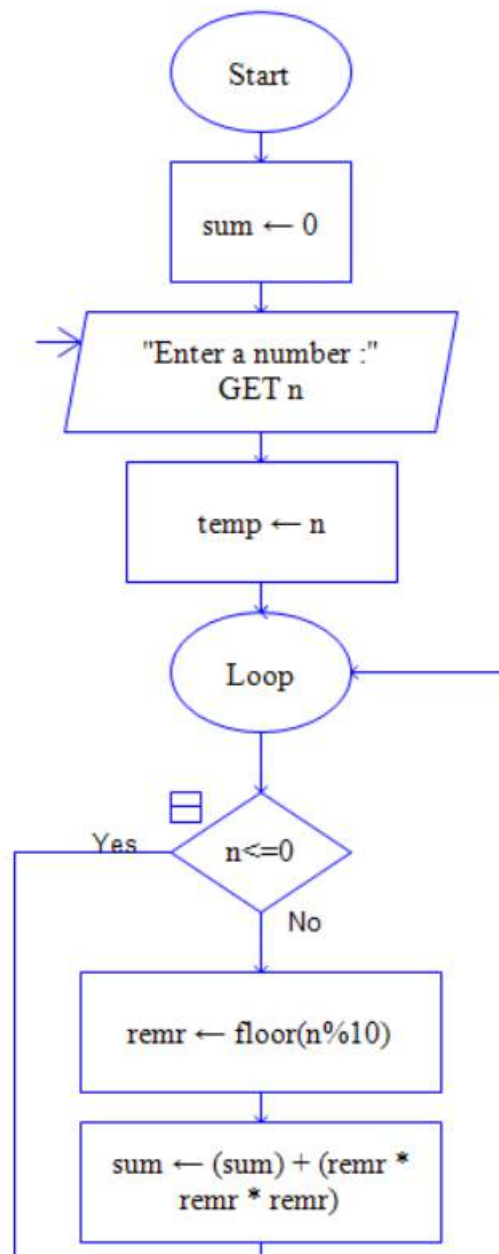 Start
sum ← 0
"Enter a number :"
GET n
temp ← n
Loop
Yes
n<=0
No
remr ← floor(n%10)
sum ← (sum) + (remr *
remr * remr)